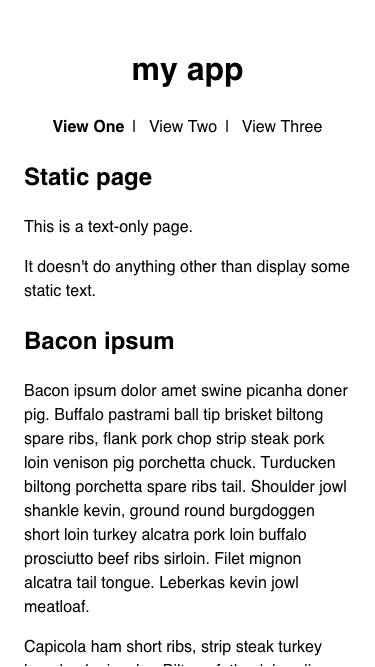 my app
View One | View Two | View Three
Static page
This is a text-only page.
It doesn't do anything other than display some
static text.
Bacon ipsum
Bacon ipsum dolor amet swine picanha doner
pig. Buffalo pastrami ball tip brisket biltong
spare ribs, flank pork chop strip steak pork
loin venison pig porchetta chuck. Turducken
biltong porchetta spare ribs tail. Shoulder jowl
shankle kevin, ground round burgdoggen
short loin turkey alcatra pork loin buffalo
prosciutto beef ribs sirloin. Filet mignon
alcatra tail tongue. Leberkas kevin jowl
meatloaf.
Capicola ham short ribs, strip steak turkey